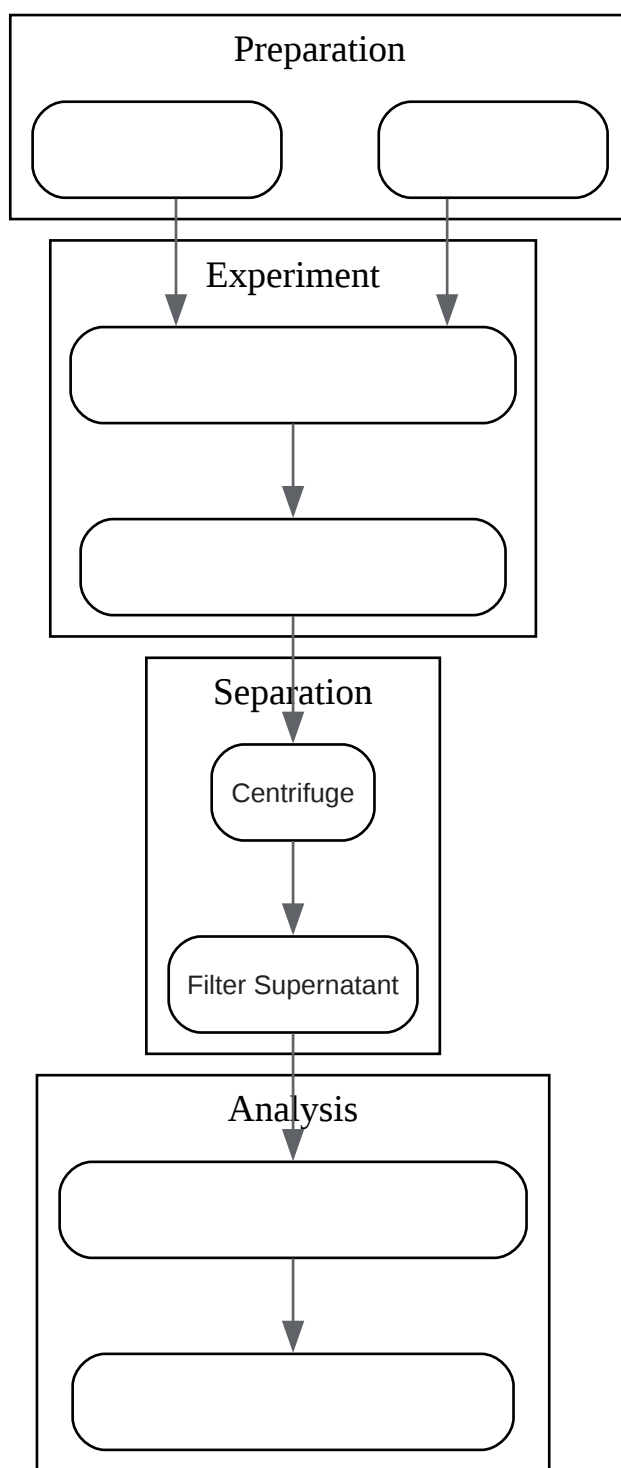 Preparation
Experiment
Separation
Centrifuge
Filter Supernatant
Analysis